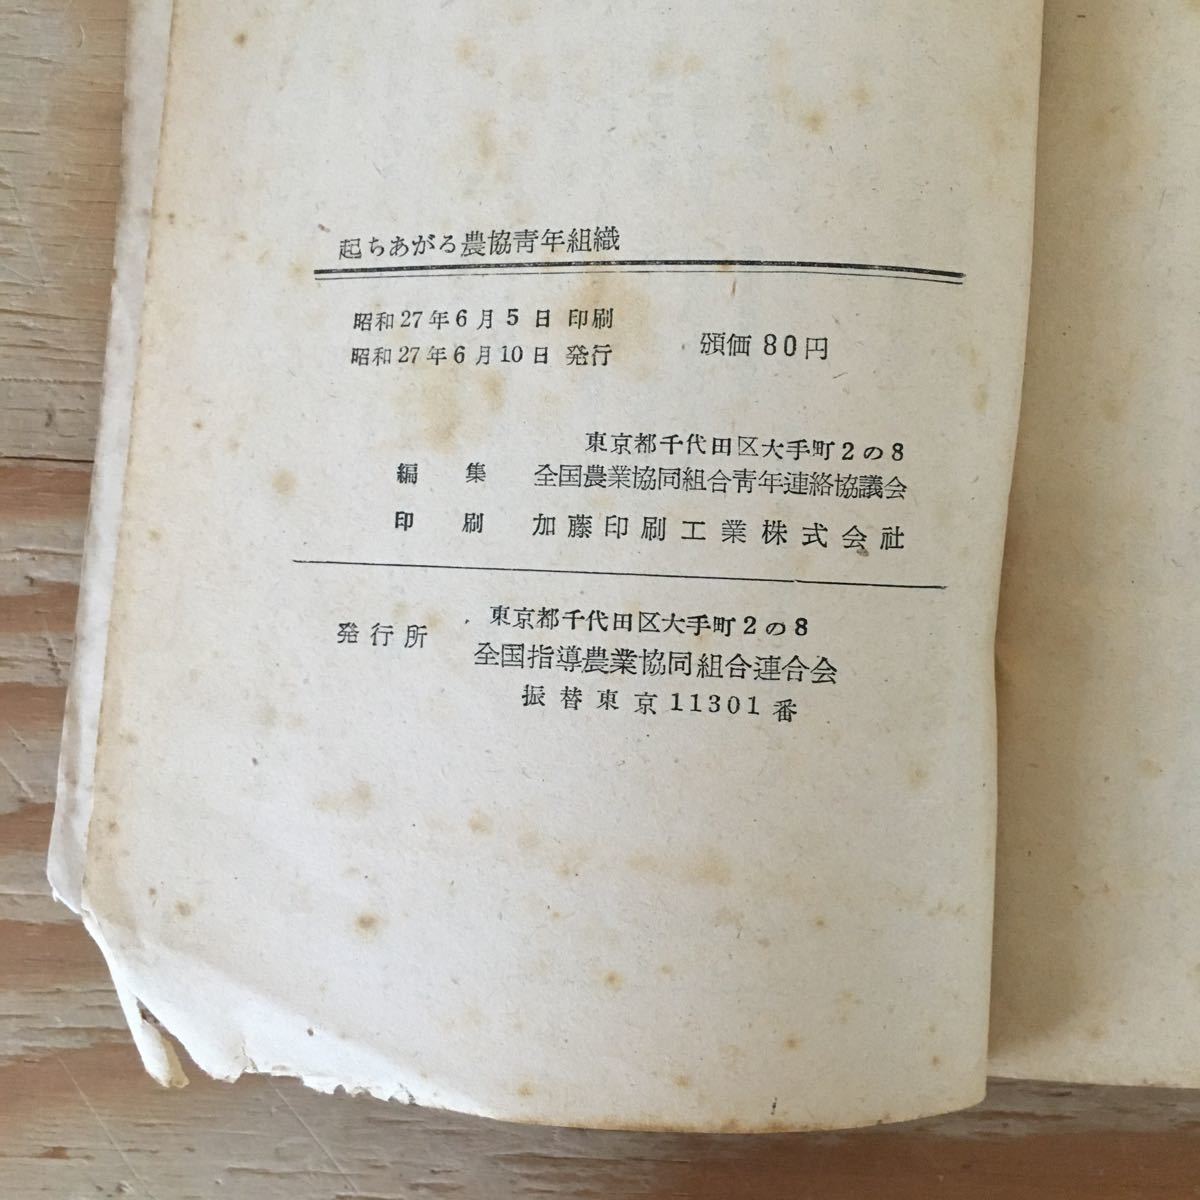 起ちあがる農協青年組織
昭和27年6月5日 印刷
昭和27年6月10日 発行
頒価80円
東京都千代田区大手町2の8
編集 全国農業協同組合青年連絡協議会
印刷 加藤印刷工業株式会社
東京都千代田区大手町2の8
発行所 全国指導農業協同組合連合会
振替東京11301番